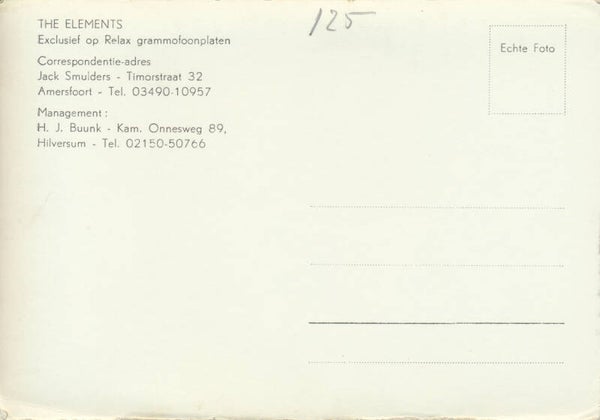 THE ELEMENTS
Exclusief op Relax grammofoonplaten
Correspondentie-adres
Jack Smulders - Timorstraat 32
Amersfoort - Tel. 03490-10957
Management :
H. J. Buunk - Kam. Onnesweg 89,
Hilversum - Tel. 02150-50766
125
Echte Foto